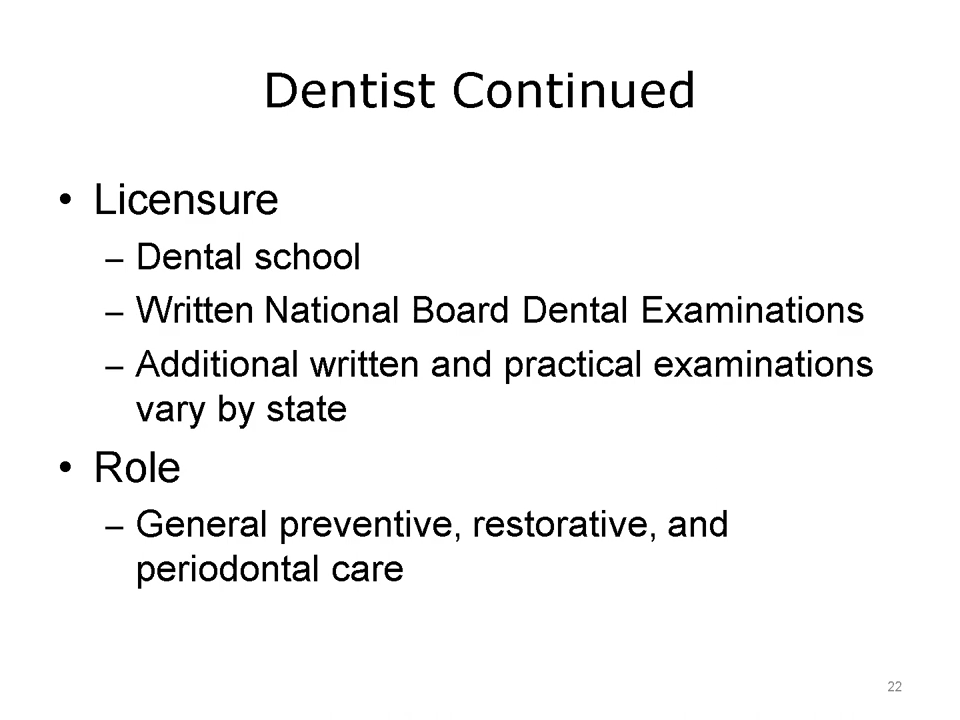 Dentist Continued
• Licensure
– Dental school
– Written National Board Dental Examinations
– Additional written and practical examinations
vary by state
• Role
– General preventive, restorative, and
periodontal care
22